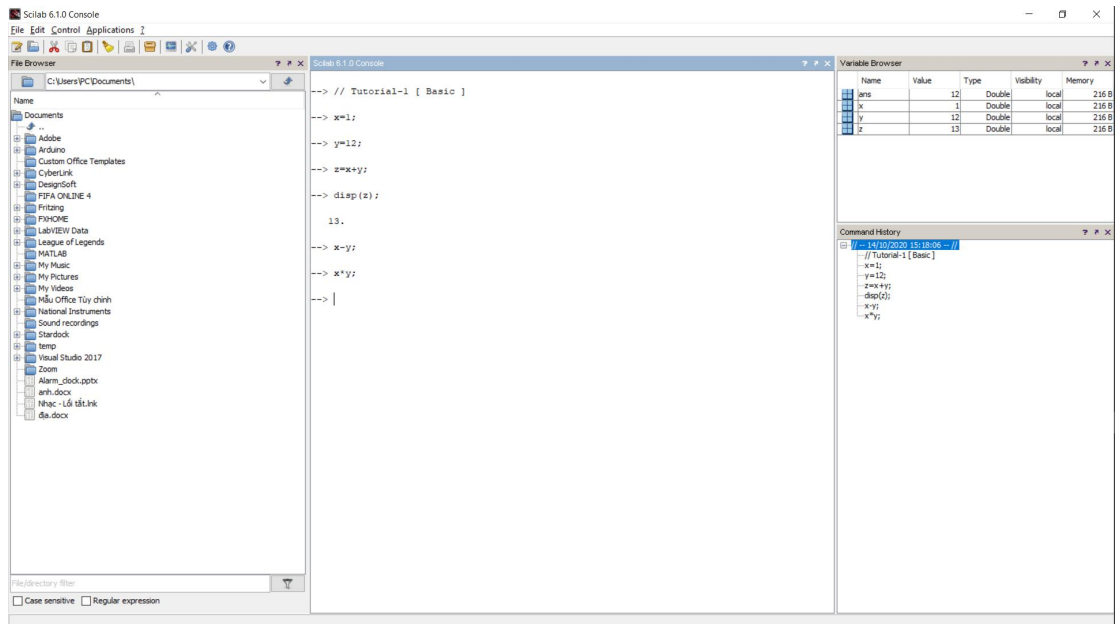 Scilab 6.1.0 Console
File Edit Control Applications ?
File Browser
C:\Users\PC\Documents\
Name
Documents
..
Adobe
Arduino
Custom Office Templates
CyberLink
DesignSoft
FIFA ONLINE 4
Fritzing
FXHOME
LabVIEW Data
League of Legends
MATLAB
My Music
My Pictures
My Videos
Mẫu Office Tùy chỉnh
National Instruments
Sound recordings
Stardock
temp
Visual Studio 2017
Zoom
Alarm_clock.pptx
anh.docx
Nhạc - Lối tắt.lnk
địa.docx
File/directory filter
Case sensitive Regular expression
Scilab 6.1.0 Console
--> // Tutorial-1 [ Basic ]
--> x=1;
--> y=12;
--> z=x+y;
--> disp(z);
13.
--> x-y;
--> x*y;
-->
Variable Browser
Name Value Type Visibility Memory
ans 12 Double local 216 B
x 1 Double local 216 B
y 12 Double local 216 B
z 13 Double local 216 B
Command History
// -- 14/10/2020 15:18:06 -- //
// Tutorial-1 [ Basic ]
x=1;
y=12;
z=x+y;
disp(z);
x-y;
x*y;